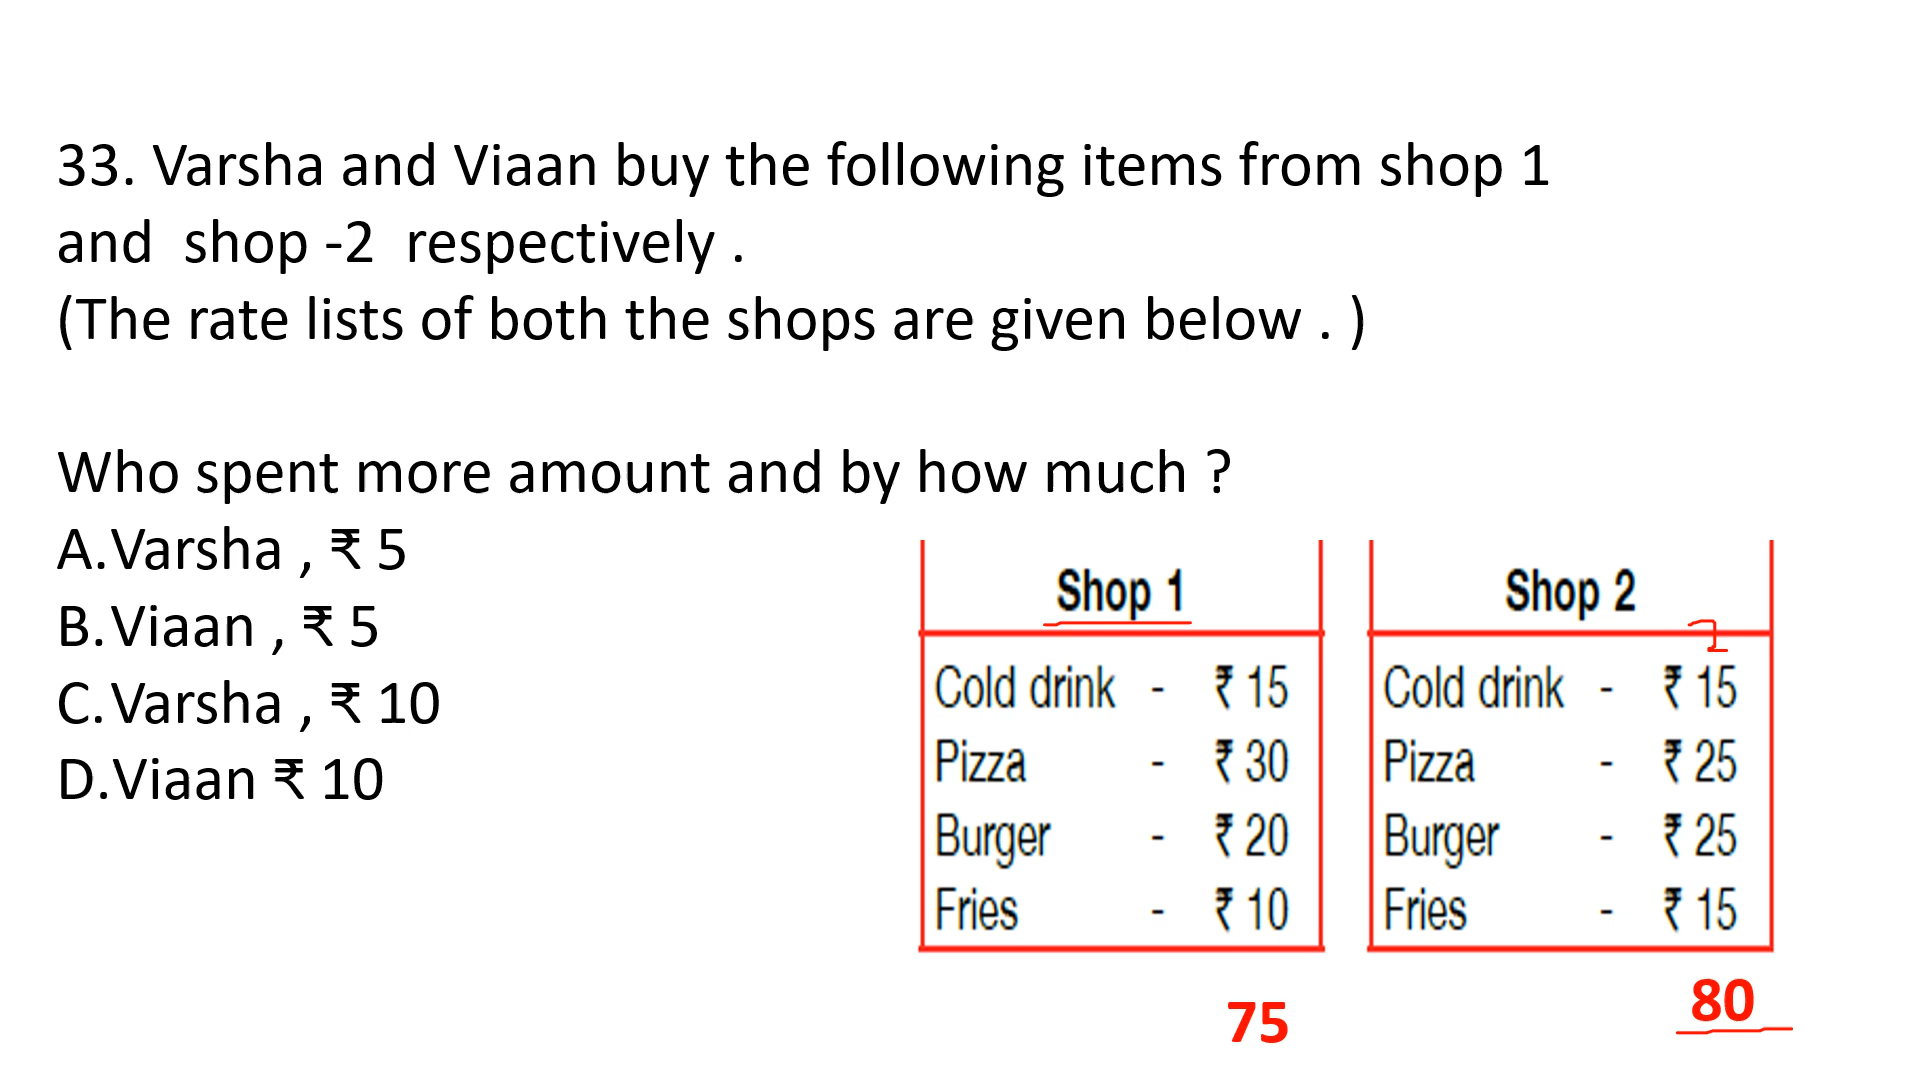 33. Varsha and Viaan buy the following items from shop 1
and shop -2 respectively .
(The rate lists of both the shops are given below . )
Who spent more amount and by how much ?
A.Varsha , ₹ 5
B.Viaan , ₹ 5
C.Varsha , ₹ 10
D.Viaan ₹ 10
Shop 1
Cold drink - ₹ 15
Pizza - ₹ 30
Burger - ₹ 20
Fries - ₹ 10
75
Shop 2
Cold drink - ₹ 15
Pizza - ₹ 25
Burger - ₹ 25
Fries - ₹ 15
80